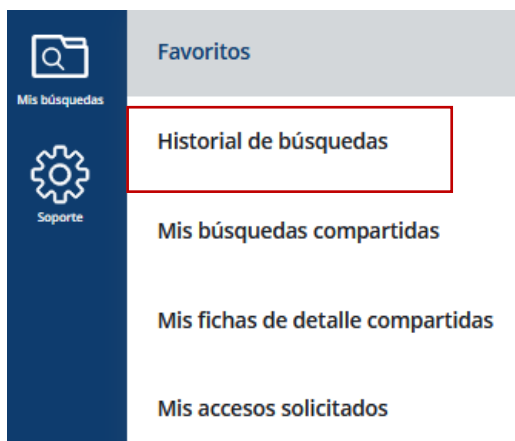 Mis búsquedas
Soporte
Favoritos
Historial de búsquedas
Mis búsquedas compartidas
Mis fichas de detalle compartidas
Mis accesos solicitados